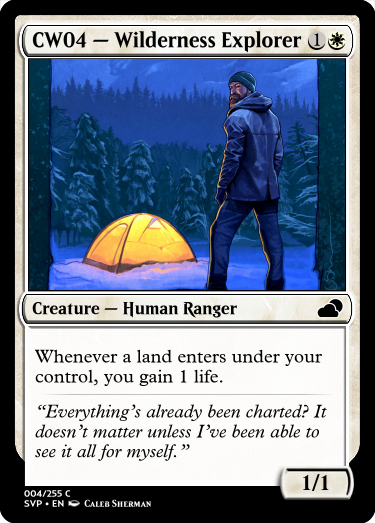 CW04 — Wilderness Explorer 1
Creature — Human Ranger
Whenever a land enters under your
control, you gain 1 life.
“Everything’s already been charted? It
doesn’t matter unless I’ve been able to
see it all for myself.”
1/1
004/255 C
SVP • EN Caleb Sherman